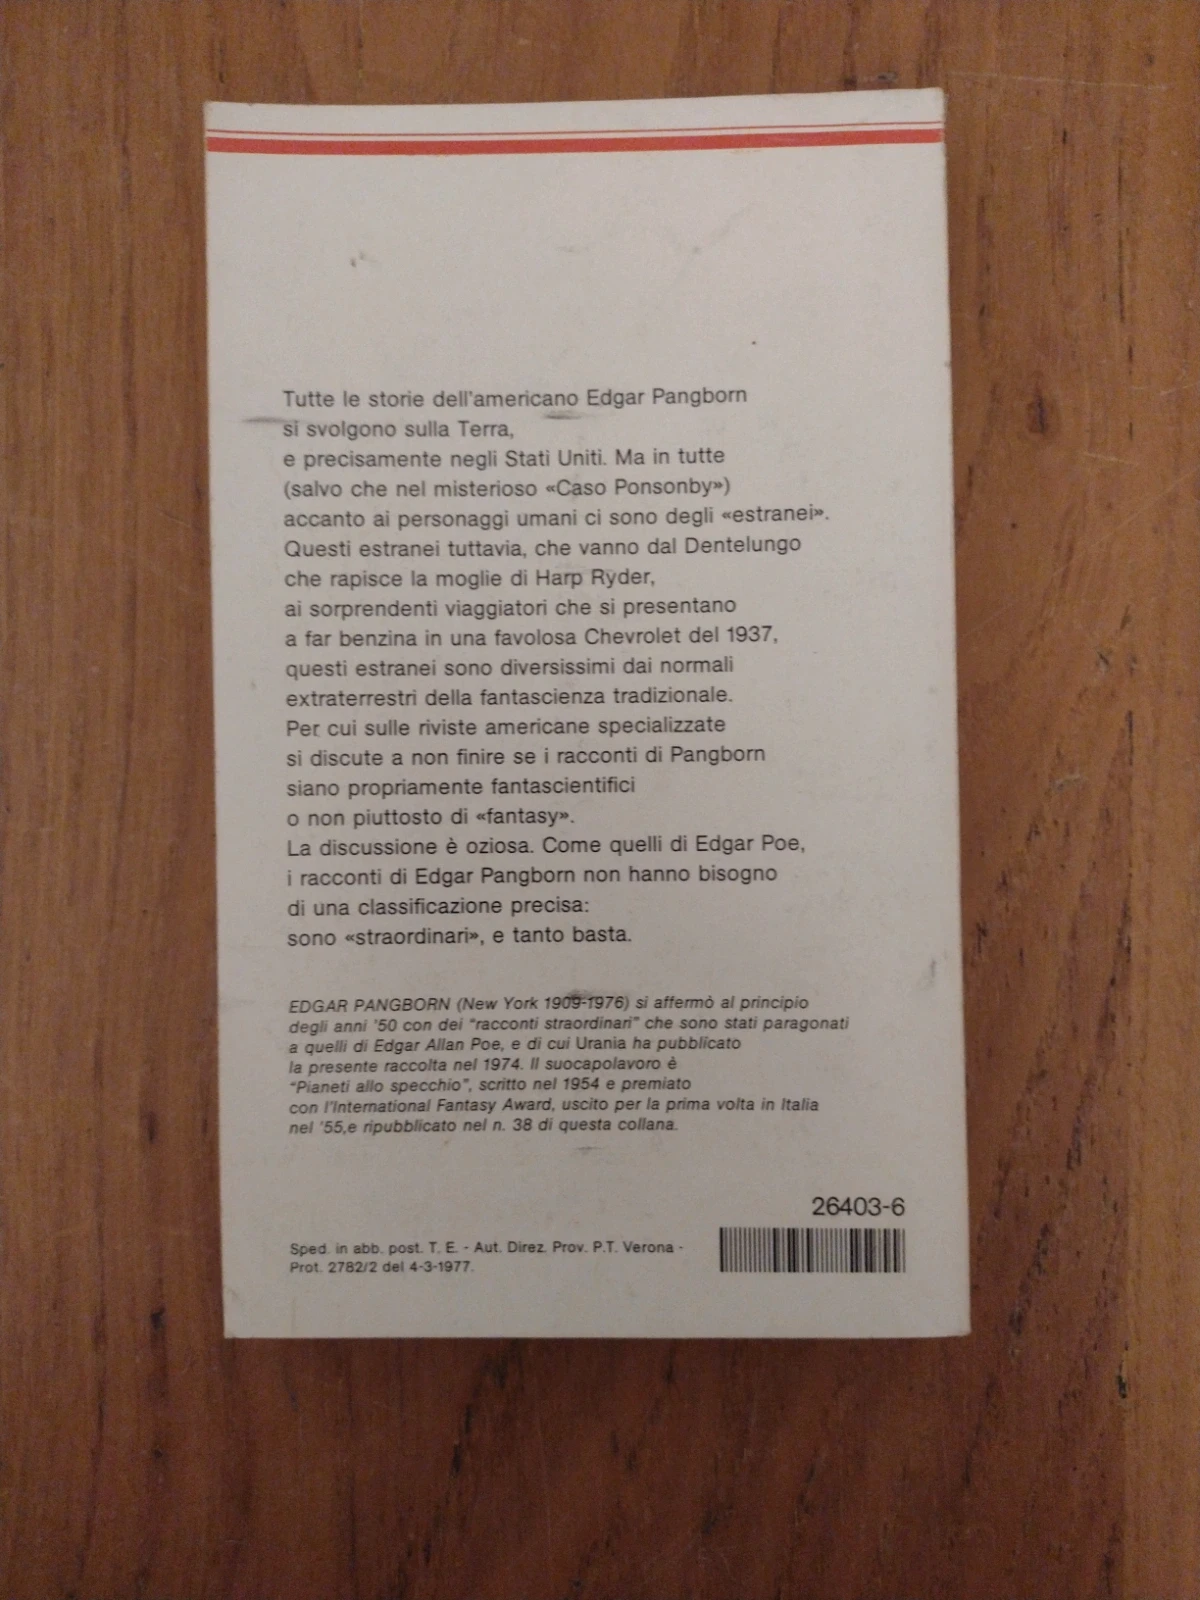 Tutte le storie dell'americano Edgar Pangborn
si svolgono sulla Terra,
e precisamente negli Stati Uniti. Ma in tutte
(salvo che nel misterioso «Caso Ponsonby»)
accanto ai personaggi umani ci sono degli «estranei».
Questi estranei tuttavia, che vanno dal Dentelungo
che rapisce la moglie di Harp Ryder,
ai sorprendenti viaggiatori che si presentano
a far benzina in una favolosa Chevrolet del 1937,
questi estranei sono diversissimi dai normali
extraterrestri della fantascienza tradizionale.
Per cui sulle riviste americane specializzate
si discute a non finire se i racconti di Pangborn
siano propriamente fantascientifici
o non piuttosto di «fantasy».
La discussione è oziosa. Come quelli di Edgar Poe,
i racconti di Edgar Pangborn non hanno bisogno
di una classificazione precisa:
sono «straordinari», e tanto basta.
EDGAR PANGBORN (New York 1909-1976) si affermò al principio
degli anni '50 con dei "racconti straordinari" che sono stati paragonati
a quelli di Edgar Allan Poe, e di cui Urania ha pubblicato
la presente raccolta nel 1974. Il suocapolavoro è
"Pianeti allo specchio", scritto nel 1954 e premiato
con l'International Fantasy Award, uscito per la prima volta in Italia
nel '55,e ripubblicato nel n. 38 di questa collana.
26403-6
Sped. in abb. post. T. E. - Aut. Direz. Prov. P.T. Verona -
Prot. 2782/2 del 4-3-1977.